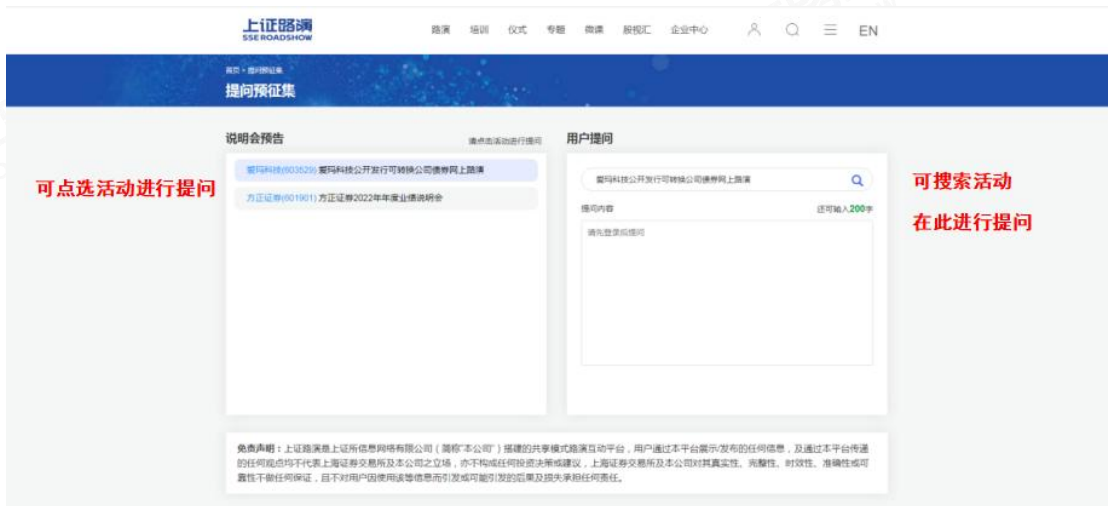 上证路演
SSE ROADSHOW
路演 培训 仪式 专题 微课 股视汇 企业中心 EN
首页 > 提问预征集
提问预征集
说明会预告 请点击活动进行提问 用户提问
爱玛科技(603529) 爱玛科技公开发行可转换公司债券网上路演
方正证券(601901) 方正证券2022年年度业绩说明会
可点选活动进行提问
爱玛科技公开发行可转换公司债券网上路演
提问内容 还可输入200字
请先登录后提问
可搜索活动
在此进行提问
免责声明：上证路演是上证所信息网络有限公司（简称“本公司”）搭建的共享模式路演互动平台，用户通过本平台展示/发布的任何信息，及通过本平台传递
的任何观点均不代表上海证券交易所及本公司之立场，亦不构成任何投资决策或建议，上海证券交易所及本公司对其真实性、完整性、时效性、准确性或可
靠性不做任何保证，且不对用户因使用该等信息而引发或可能引发的后果及损失承担任何责任。